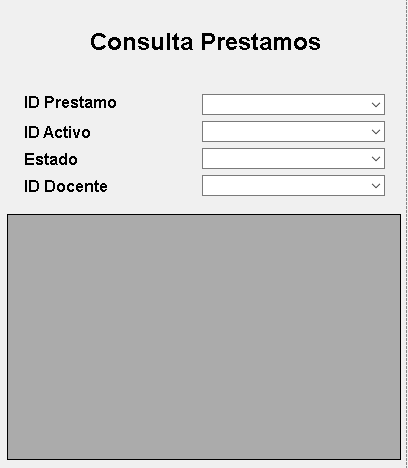 Consulta Prestamos
ID Prestamo
ID Activo
Estado
ID Docente